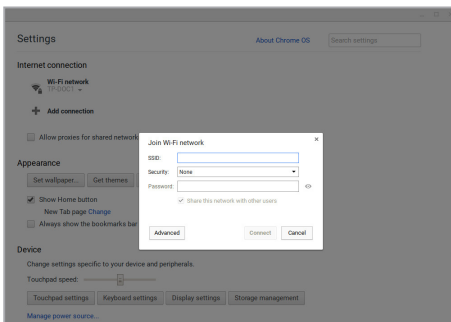 Settings
About Chrome OS
Search settings
Internet connection
Wi-Fi network
TP-DOC1
Add connection
Allow proxies for shared network
Join Wi-Fi network
SSID:
Security: None
Password:
Share this network with other users
Advanced Connect Cancel
Appearance
Set wallpaper... Get themes
Show Home button
New Tab page Change
Always show the bookmarks bar
Device
Change settings specific to your device and peripherals.
Touchpad speed:
Touchpad settings Keyboard settings Display settings Storage management
Manage power source...